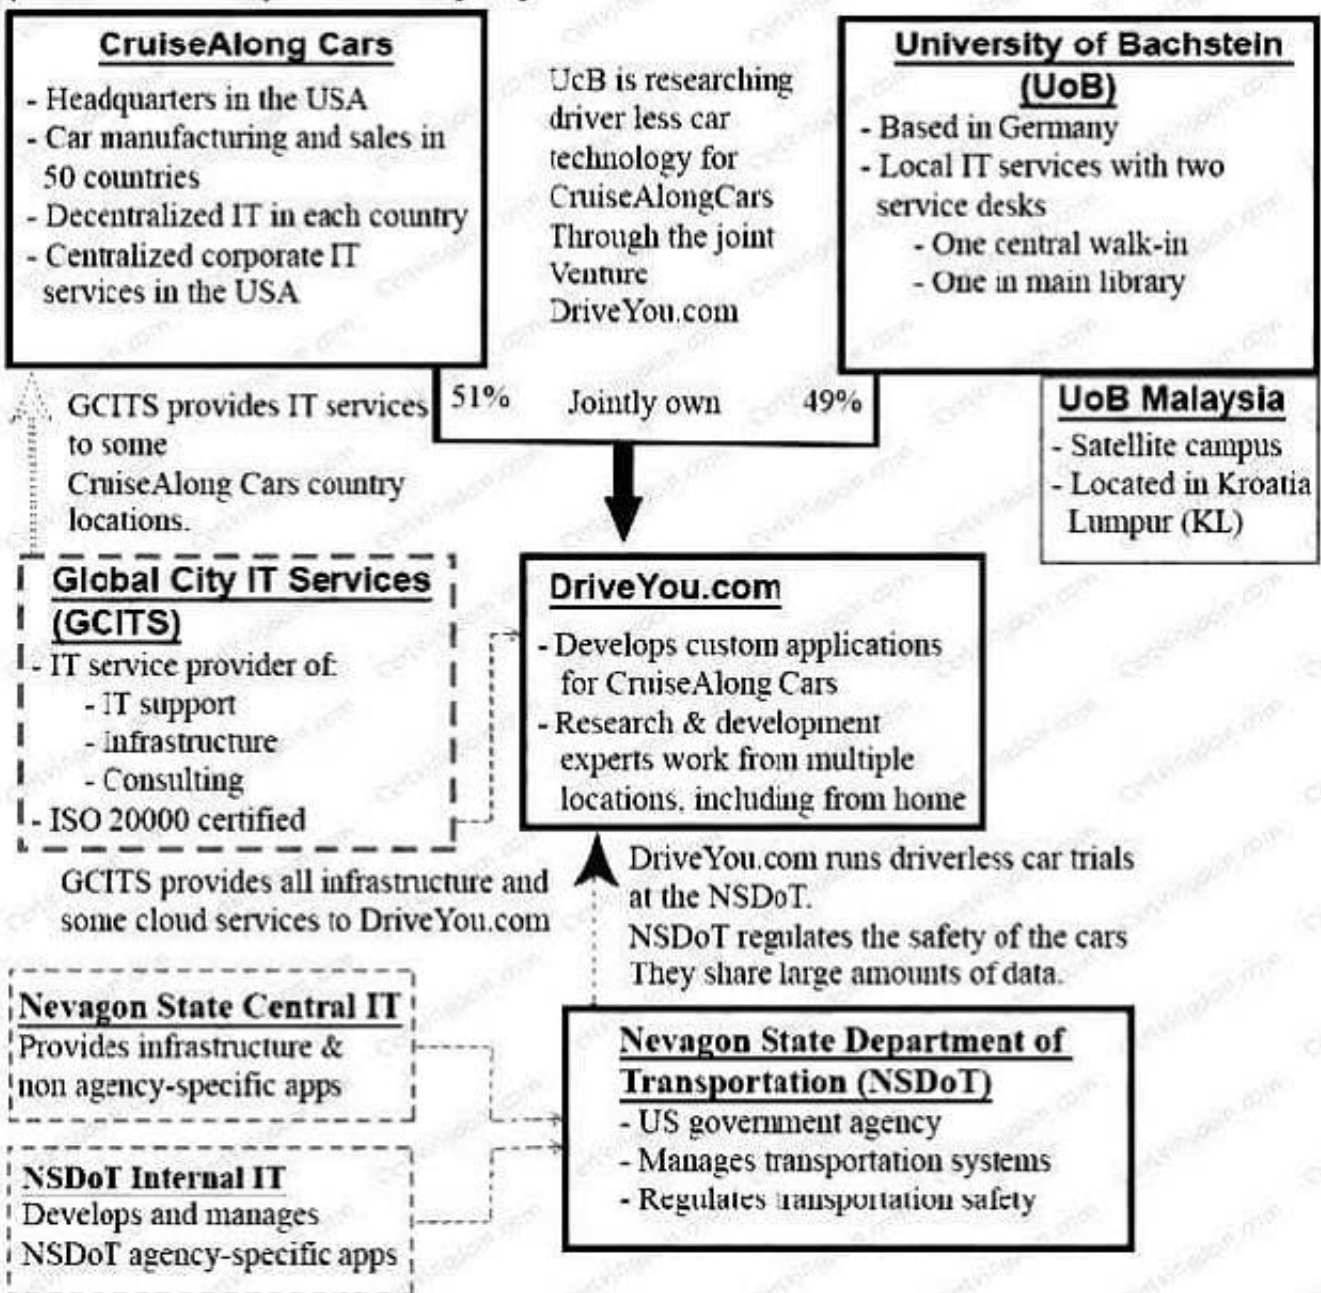 CruiseAlong Cars
- Headquarters in the USA
- Car manufacturing and sales in
50 countries
- Decentralized IT in each country
- Centralized corporate IT
services in the USA
UcB is researching
driver less car
technology for
CruiseAlongCars
Through the joint
Venture
DriveYou.com
University of Bachstein
(UoB)
- Based in Germany
- Local IT services with two
service desks
- One central walk-in
- One in main library
51% Jointly own 49%
UoB Malaysia
- Satellite campus
- Located in Kroatia
Lumpur (KL)
GCITS provides IT services
to some
CruiseAlong Cars country
locations.
Global City IT Services
(GCITS)
- IT service provider of:
- IT support
- Infrastructure
- Consulting
- ISO 20000 certified
DriveYou.com
- Develops custom applications
for CruiseAlong Cars
- Research & development
experts work from multiple
locations, including from home
GCITS provides all infrastructure and
some cloud services to DriveYou.com
DriveYou.com runs driverless car trials
at the NSDoT.
NSDoT regulates the safety of the cars
They share large amounts of data.
Nevagon State Central IT
Provides infrastructure &
non agency-specific apps
NSDoT Internal IT
Develops and manages
NSDoT agency-specific apps
Nevagon State Department of
Transportation (NSDoT)
- US government agency
- Manages transportation systems
- Regulates transportation safety